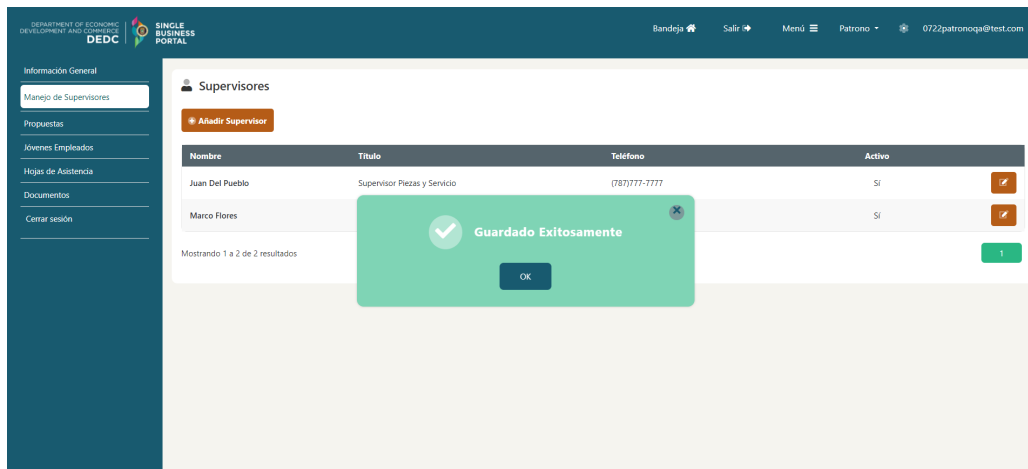 DEPARTMENT OF ECONOMIC
DEVELOPMENT AND COMMERCE
DEDC
SINGLE
BUSINESS
PORTAL
Bandeja
Salir
Menú
Patrono
0722patronoqa@test.com
Información General
Manejo de Supervisores
Propuestas
Jóvenes Empleados
Hojas de Asistencia
Documentos
Cerrar sesión
Supervisores
Añadir Supervisor
Nombre Título Teléfono Activo
Juan Del Pueblo Supervisor Piezas y Servicio (787)777-7777 Sí
Marco Flores Sí
Guardado Exitosamente
OK
Mostrando 1 a 2 de 2 resultados
1